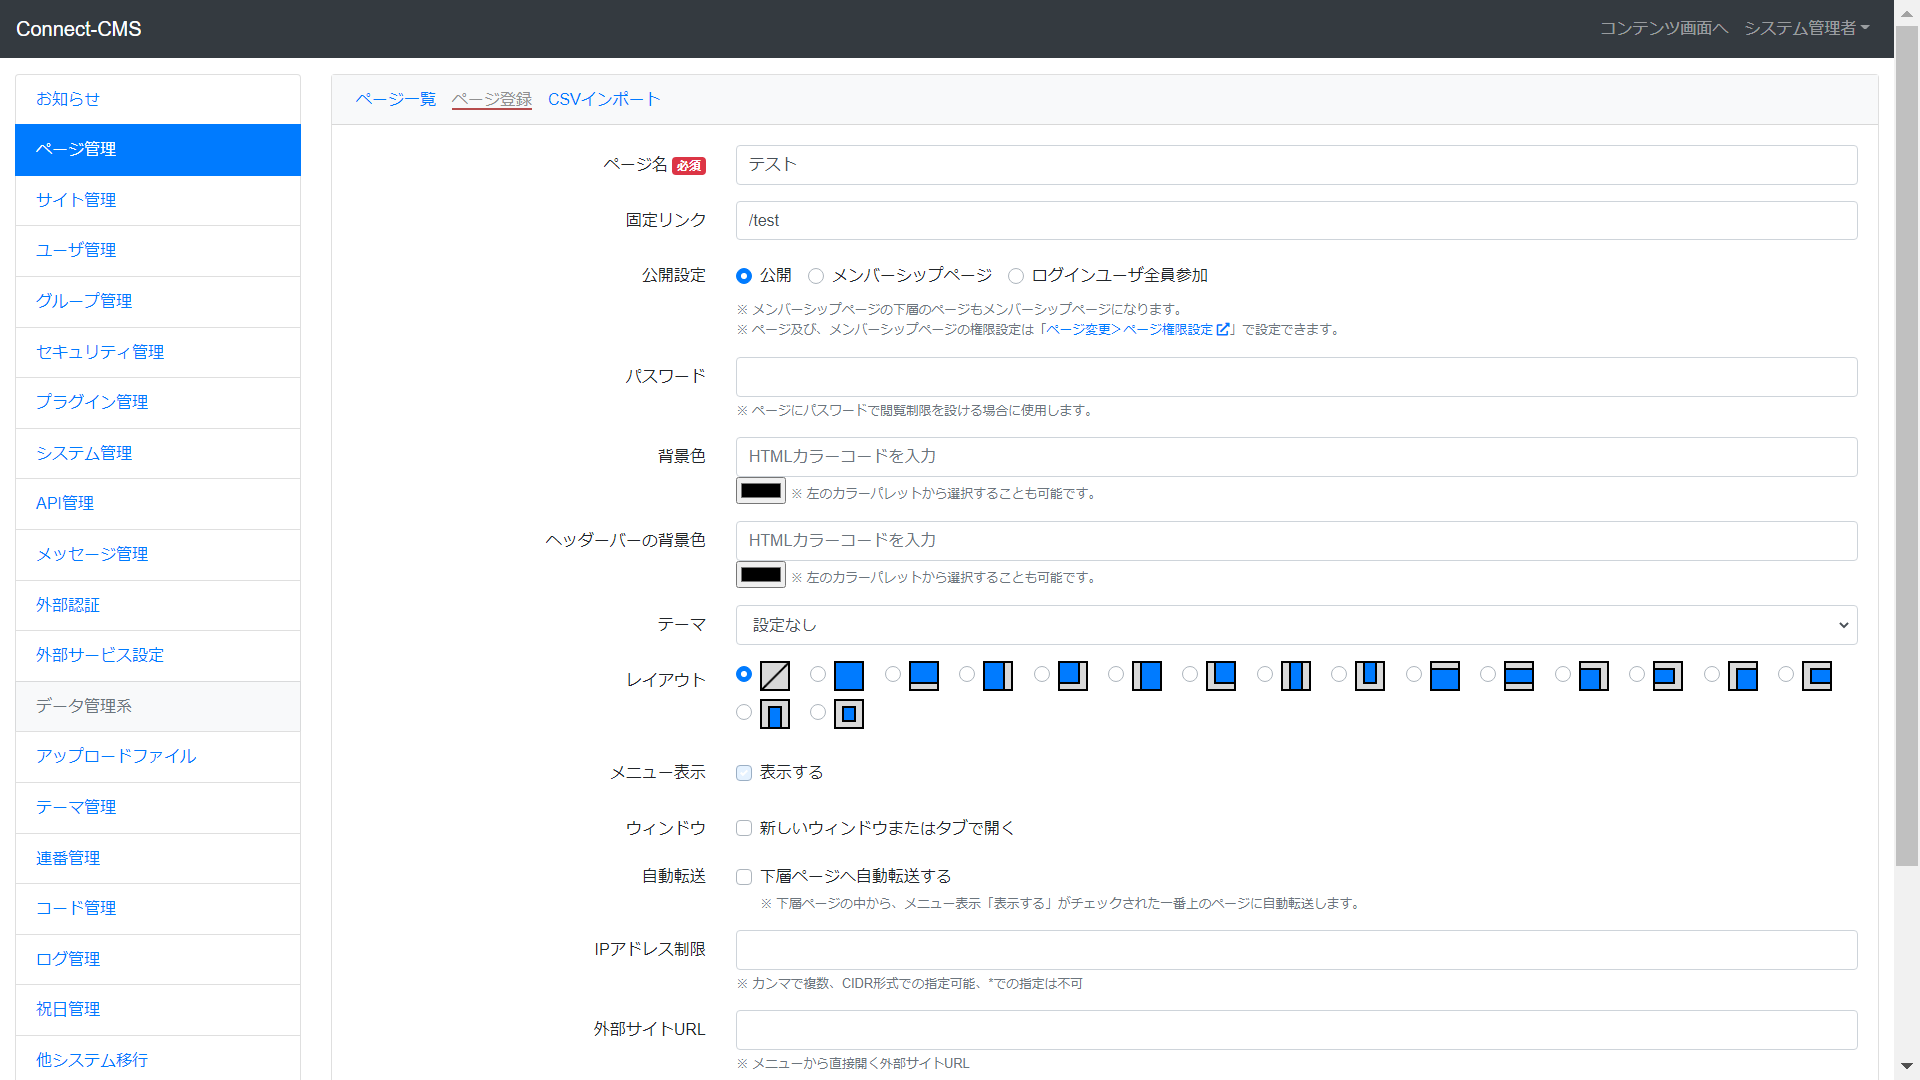 Connect-CMS
コンテンツ画面へ システム管理者
お知らせ
ページ管理
サイト管理
ユーザ管理
グループ管理
セキュリティ管理
プラグイン管理
システム管理
API管理
メッセージ管理
外部認証
外部サービス設定
データ管理系
アップロードファイル
テーマ管理
連番管理
コード管理
ログ管理
祝日管理
他システム移行
ページ一覧 ページ登録 CSVインポート
ページ名 必須 テスト
固定リンク /test
公開設定 公開 メンバーシップページ ログインユーザ全員参加
※ メンバーシップページの下層のページもメンバーシップページになります。
※ ページ及び、メンバーシップページの権限設定は「ページ変更＞ページ権限設定」で設定できます。
パスワード
※ ページにパスワードで閲覧制限を設ける場合に使用します。
背景色 HTMLカラーコードを入力
※ 左のカラーパレットから選択することも可能です。
ヘッダーバーの背景色 HTMLカラーコードを入力
※ 左のカラーパレットから選択することも可能です。
テーマ 設定なし
レイアウト
メニュー表示 表示する
ウィンドウ 新しいウィンドウまたはタブで開く
自動転送 下層ページへ自動転送する
※ 下層ページの中から、メニュー表示「表示する」がチェックされた一番上のページに自動転送します。
IPアドレス制限
※ カンマで複数、CIDR形式での指定可能、*での指定は不可
外部サイトURL
※ メニューから直接開く外部サイトURL